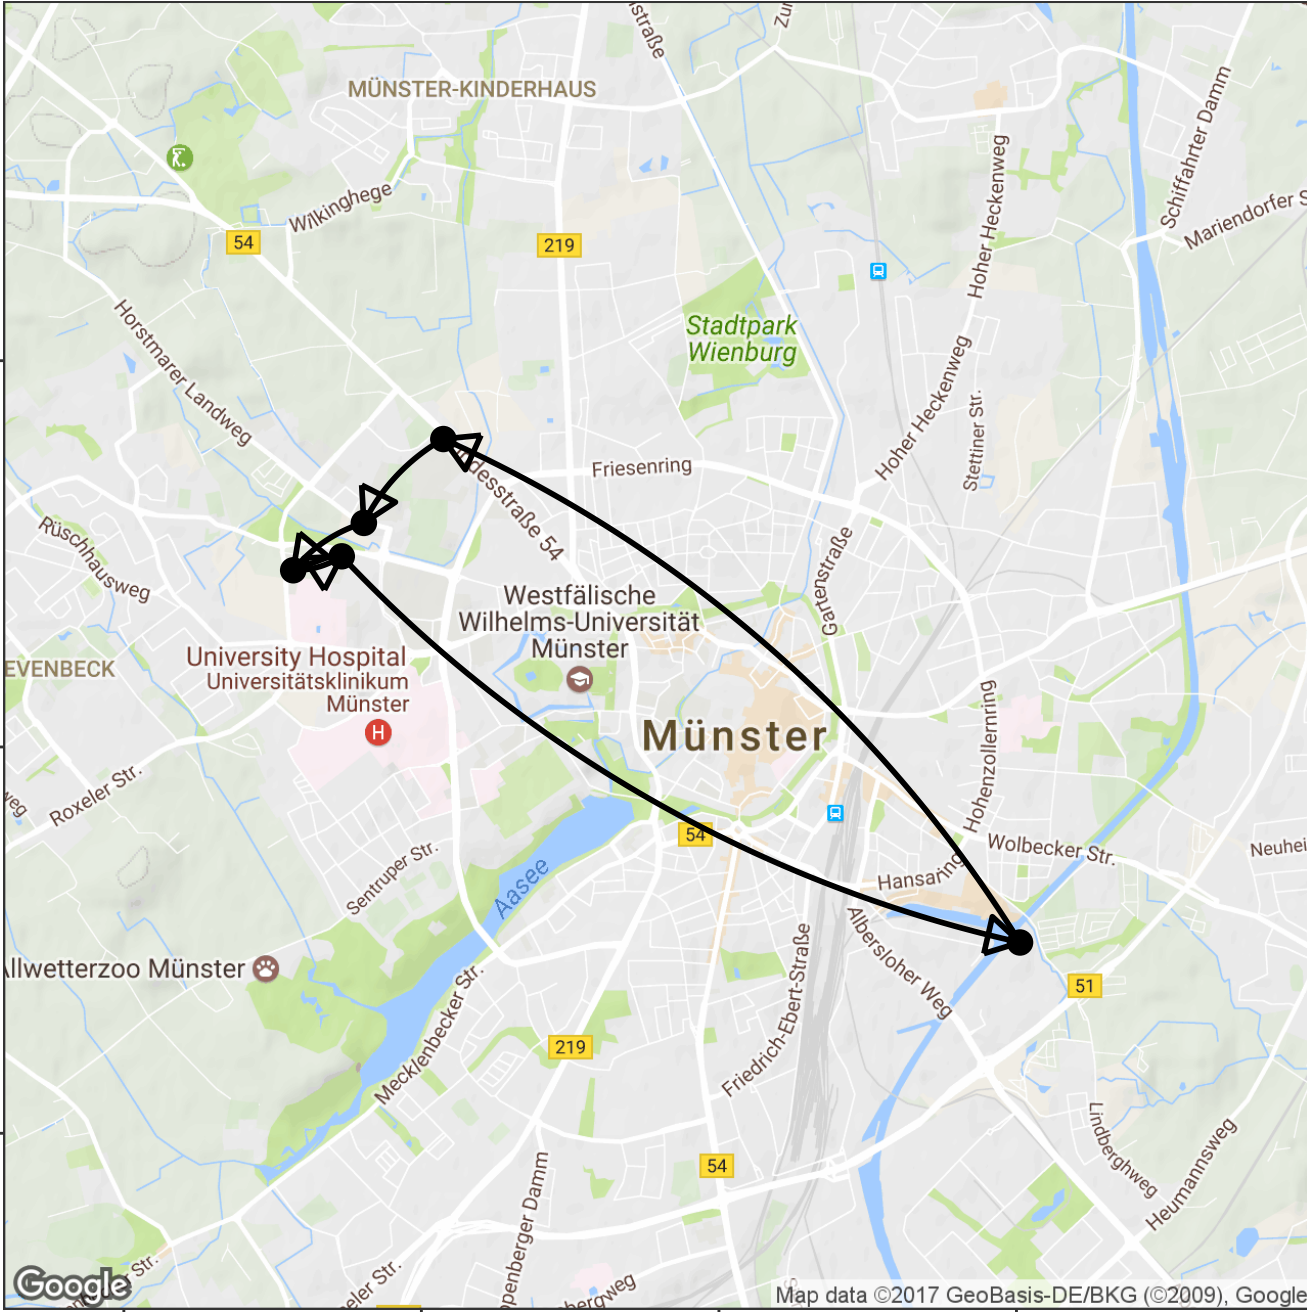 MÜNSTER-KINDERHAUS
Wilkinghege
54
219
Hoher Heckenweg
Schiffahrter Damm
Mariendorfer S
Stadtpark
Wienburg
Horstmarer Landweg
Hoher Heckenweg
Stettiner Str.
Friesenring
desstraße 54
Rüschhausweg
Gartenstraße
Westfälische
Wilhelms-Universität
Münster
EVENBECK
University Hospital
Universitätsklinikum
Münster
H
Münster
Hohenzollernring
Roxeler Str.
weg
54
Wolbecker Str.
Neuhei
Sentruper Str.
Aasee
Hansaring
Albersloher Weg
Allwetterzoo Münster
51
Mecklenbecker Str.
Friedrich-Ebert-Straße
219
Lindberghweg
Heumannsweg
54
Google
Map data ©2017 GeoBasis-DE/BKG (©2009), Google